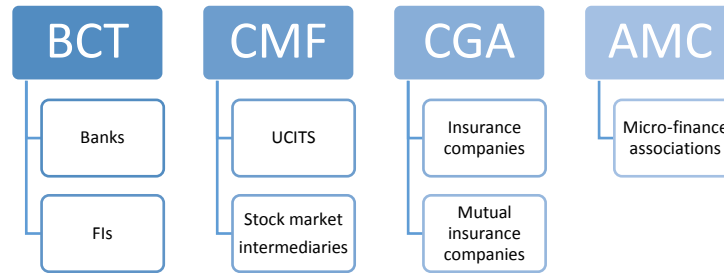 BCT
CMF
CGA
AMC
Banks
UCITS
Insurance
companies
Micro-finance
associations
FIs
Stock market
intermediaries
Mutual
insurance
companies